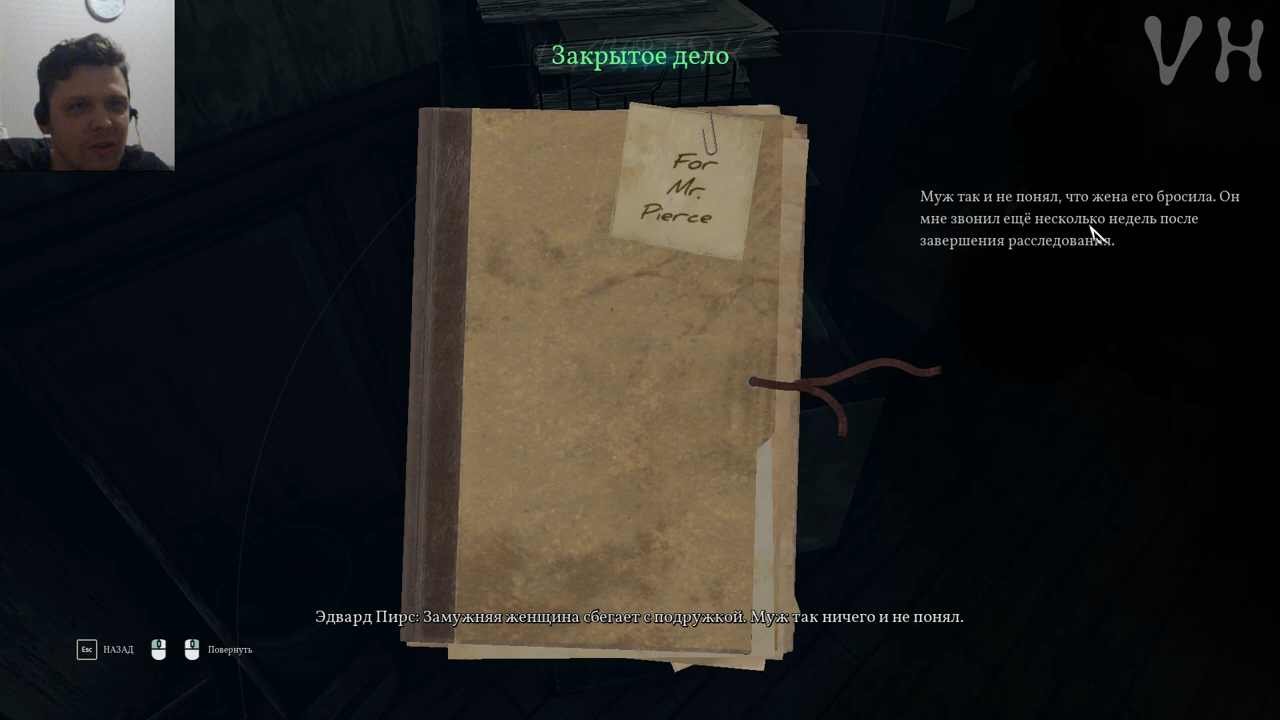 VH
Закрытое дело
For
Mr.
Pierce
Муж так и не понял, что жена его бросила. Он
мне звонил ещё несколько недель после
завершения расследования.
Эдвард Пирс: Замужняя женщина сбегает с подружкой. Муж так ничего и не понял.
Esc НАЗАД Повернуть